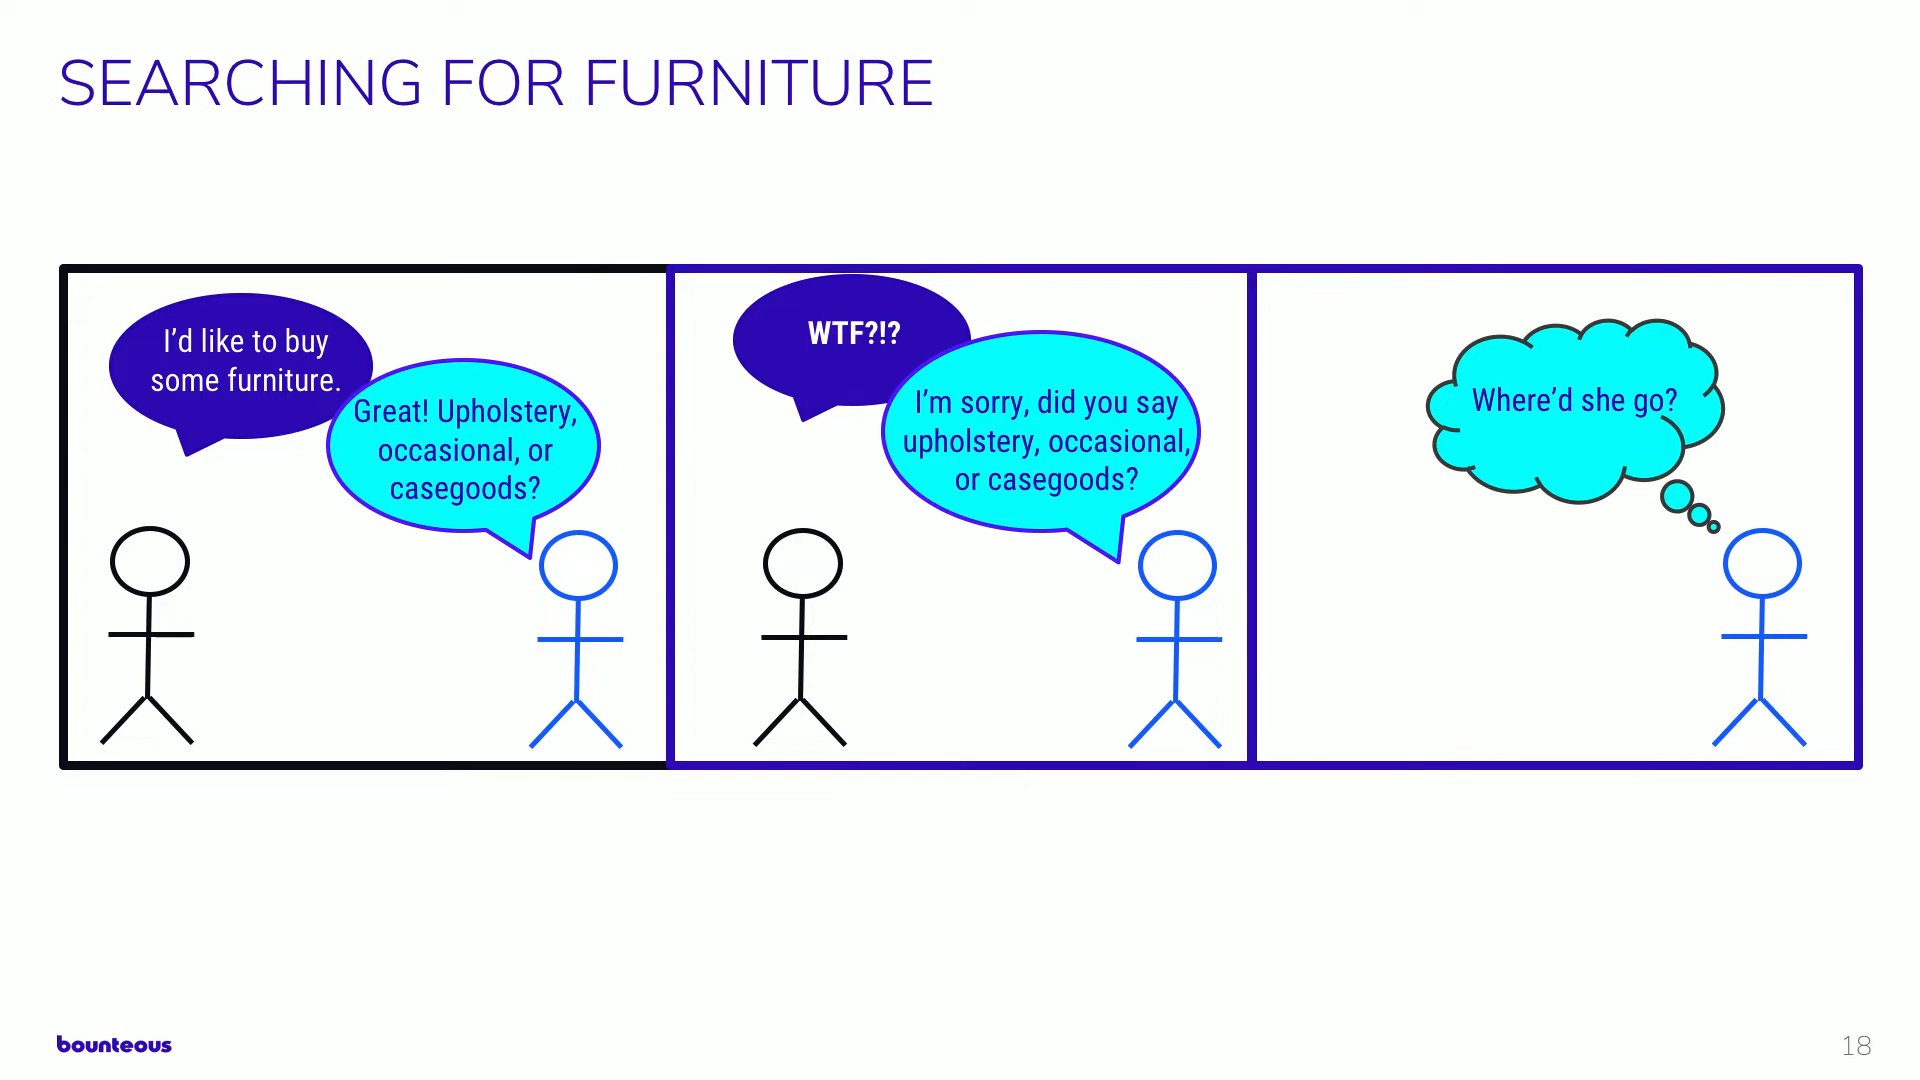 SEARCHING FOR FURNITURE
I’d like to buy
some furniture.
Great! Upholstery,
occasional, or
casegoods?
WTF?!?
I’m sorry, did you say
upholstery, occasional,
or casegoods?
Where’d she go?
bounteous
18